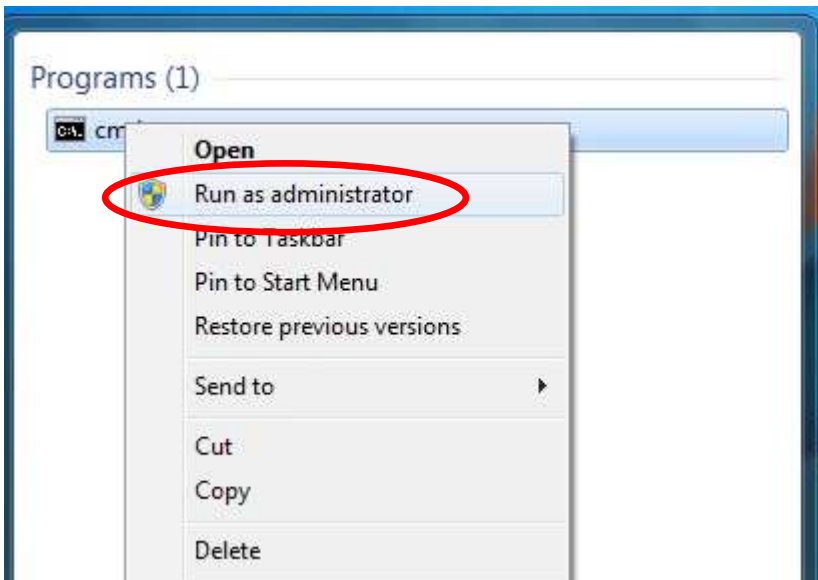 Programs (1)
Open
Run as administrator
Pin to Taskbar
Pin to Start Menu
Restore previous versions
Send to
Cut
Copy
Delete